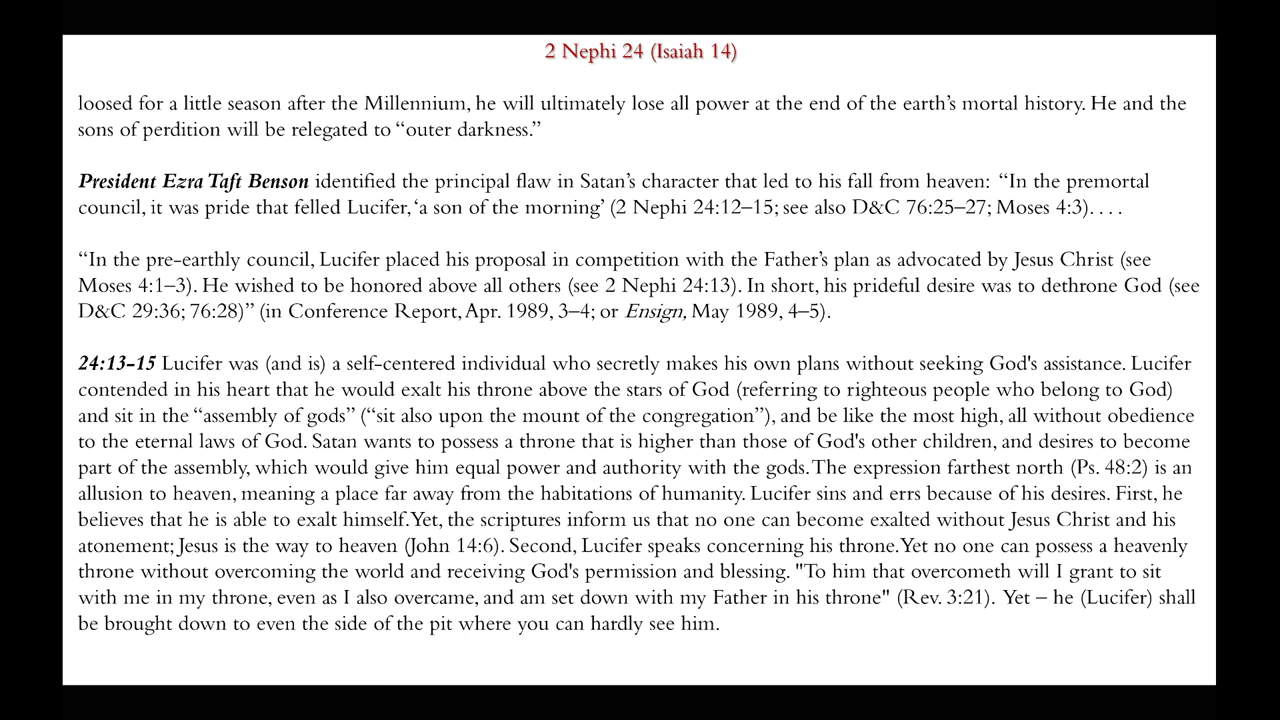 2 Nephi 24 (Isaiah 14)
loosed for a little season after the Millennium, he will ultimately lose all power at the end of the earth’s mortal history. He and the
sons of perdition will be relegated to “outer darkness.”
President Ezra Taft Benson identified the principal flaw in Satan’s character that led to his fall from heaven: “In the premortal
council, it was pride that felled Lucifer, ‘a son of the morning’ (2 Nephi 24:12–15; see also D&C 76:25–27; Moses 4:3). . . .
“In the pre-earthly council, Lucifer placed his proposal in competition with the Father’s plan as advocated by Jesus Christ (see
Moses 4:1–3). He wished to be honored above all others (see 2 Nephi 24:13). In short, his prideful desire was to dethrone God (see
D&C 29:36; 76:28)” (in Conference Report, Apr. 1989, 3–4; or Ensign, May 1989, 4–5).
24:13-15 Lucifer was (and is) a self-centered individual who secretly makes his own plans without seeking God's assistance. Lucifer
contended in his heart that he would exalt his throne above the stars of God (referring to righteous people who belong to God)
and sit in the “assembly of gods” (“sit also upon the mount of the congregation”), and be like the most high, all without obedience
to the eternal laws of God. Satan wants to possess a throne that is higher than those of God's other children, and desires to become
part of the assembly, which would give him equal power and authority with the gods. The expression farthest north (Ps. 48:2) is an
allusion to heaven, meaning a place far away from the habitations of humanity. Lucifer sins and errs because of his desires. First, he
believes that he is able to exalt himself. Yet, the scriptures inform us that no one can become exalted without Jesus Christ and his
atonement; Jesus is the way to heaven (John 14:6). Second, Lucifer speaks concerning his throne. Yet no one can possess a heavenly
throne without overcoming the world and receiving God's permission and blessing. "To him that overcometh will I grant to sit
with me in my throne, even as I also overcame, and am set down with my Father in his throne" (Rev. 3:21). Yet – he (Lucifer) shall
be brought down to even the side of the pit where you can hardly see him.